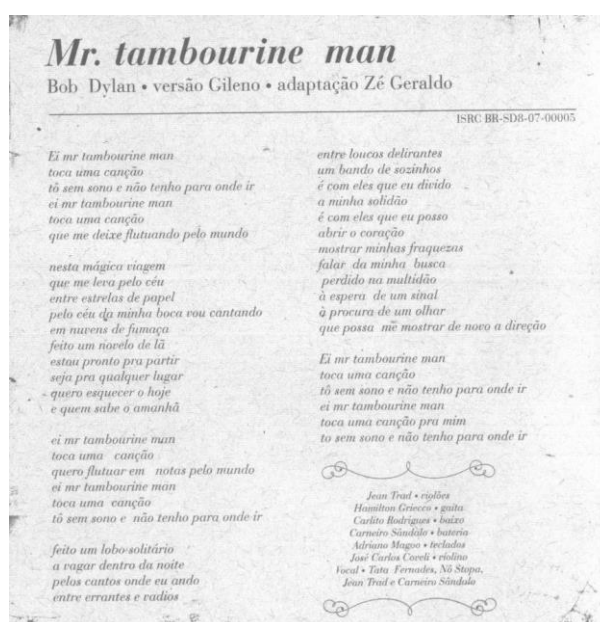 Mr. tambourine man
Bob Dylan • versão Gileno • adaptação Zé Geraldo
ISRC BR-SD8-07-00005
Ei mr tambourine man
toca uma canção
tô sem sono e não tenho para onde ir
ei mr tambourine man
toca uma canção
que me deixe flutuando pelo mundo
nesta mágica viagem
que me leva pelo céu
entre estrelas de papel
pelo céu da minha boca vou cantando
em nuvens de fumaça
feito um novelo de lã
estou pronto pra partir
seja pra qualquer lugar
quero esquecer o hoje
e quem sabe o amanhã
ei mr tambourine man
toca uma canção
quero flutuar em notas pelo mundo
ei mr tambourine man
toca uma canção
tô sem sono e não tenho para onde ir
feito um lobo solitário
a vagar dentro da noite
pelos cantos onde eu ando
entre errantes e vadios
entre loucos delirantes
um bando de sozinhos
é com eles que eu divido
a minha solidão
é com eles que eu posso
abrir o coração
mostrar minhas fraquezas
falar da minha busca
perdido na multidão
à espera de um sinal
à procura de um olhar
que possa me mostrar de novo a direção
Ei mr tambourine man
toca uma canção
tô sem sono e não tenho para onde ir
ei mr tambourine man
toca uma canção pra mim
to sem sono e não tenho para onde ir
Jean Trad • violões
Hamilton Griecco • gaita
Carlito Rodrigues • baixo
Carneiro Sândalo • bateria
Adriano Magoo • teclados
José Carlos Coveli • violino
Vocal • Tata Fernades, Nô Stopa,
Jean Trad e Carneiro Sândalo